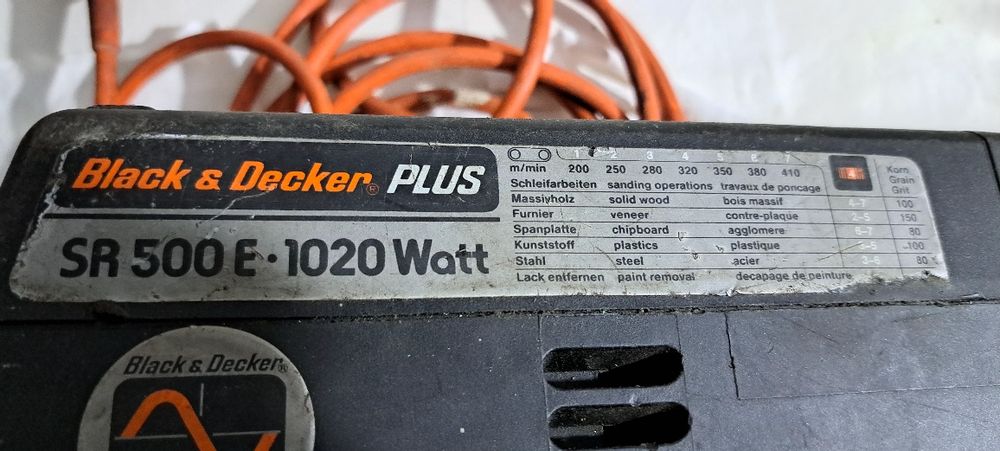 Black & Decker® PLUS
SR 500 E · 1020 Watt
1 2 3 4 5 6 7
m/min 200 250 280 320 350 380 410
Schleifarbeiten sanding operations travaux de poncage
4
Korn
Grain
Grit
Massivholz solid wood bois massif 4-7 100
Furnier veneer contre-plaque 2-5 150
Spanplatte chipboard agglomere 6-7 80
Kunststoff plastics plastique 3-5 100
Stahl steel acier 3-6 80
Lack entfernen paint removal decapage de peinture
Black & Decker®